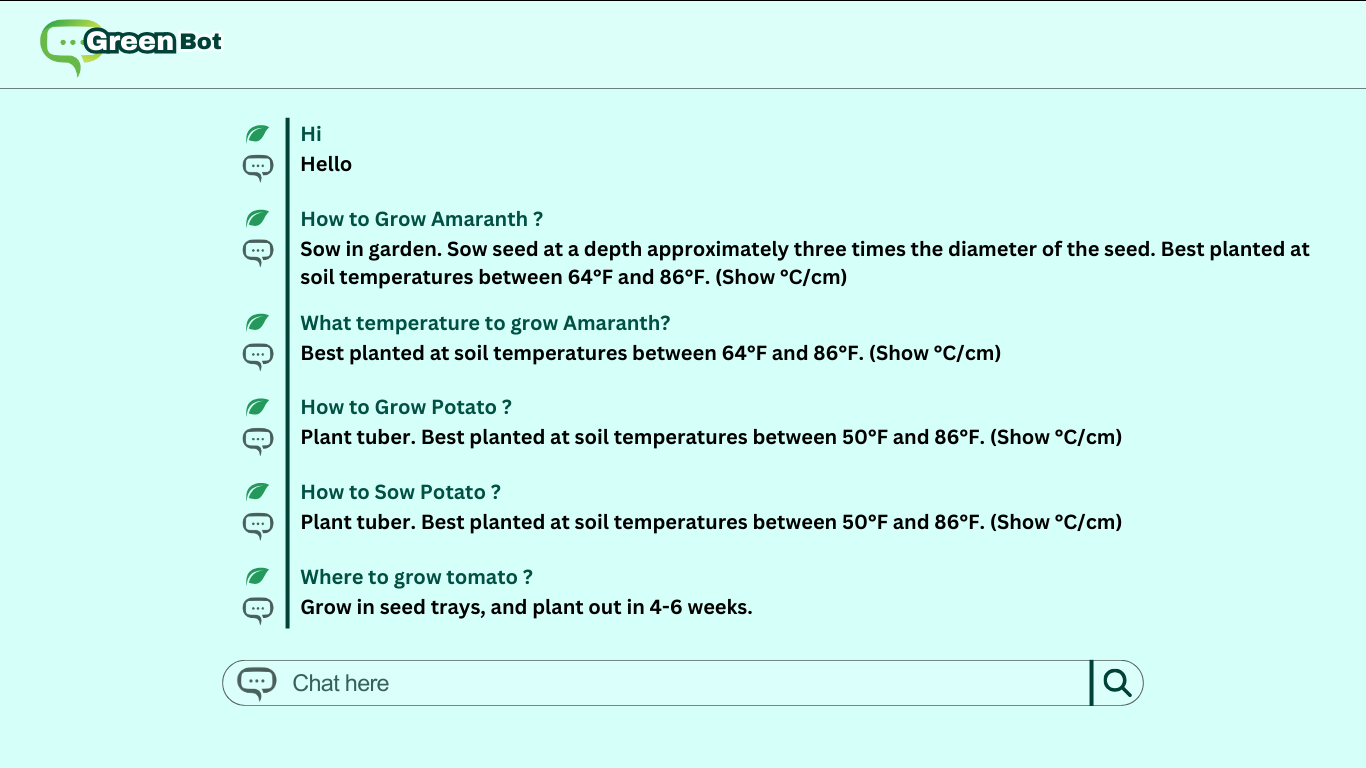 Green Bot
Hi
Hello
How to Grow Amaranth ?
Sow in garden. Sow seed at a depth approximately three times the diameter of the seed. Best planted at
soil temperatures between 64°F and 86°F. (Show °C/cm)
What temperature to grow Amaranth?
Best planted at soil temperatures between 64°F and 86°F. (Show °C/cm)
How to Grow Potato ?
Plant tuber. Best planted at soil temperatures between 50°F and 86°F. (Show °C/cm)
How to Sow Potato ?
Plant tuber. Best planted at soil temperatures between 50°F and 86°F. (Show °C/cm)
Where to grow tomato ?
Grow in seed trays, and plant out in 4-6 weeks.
Chat here